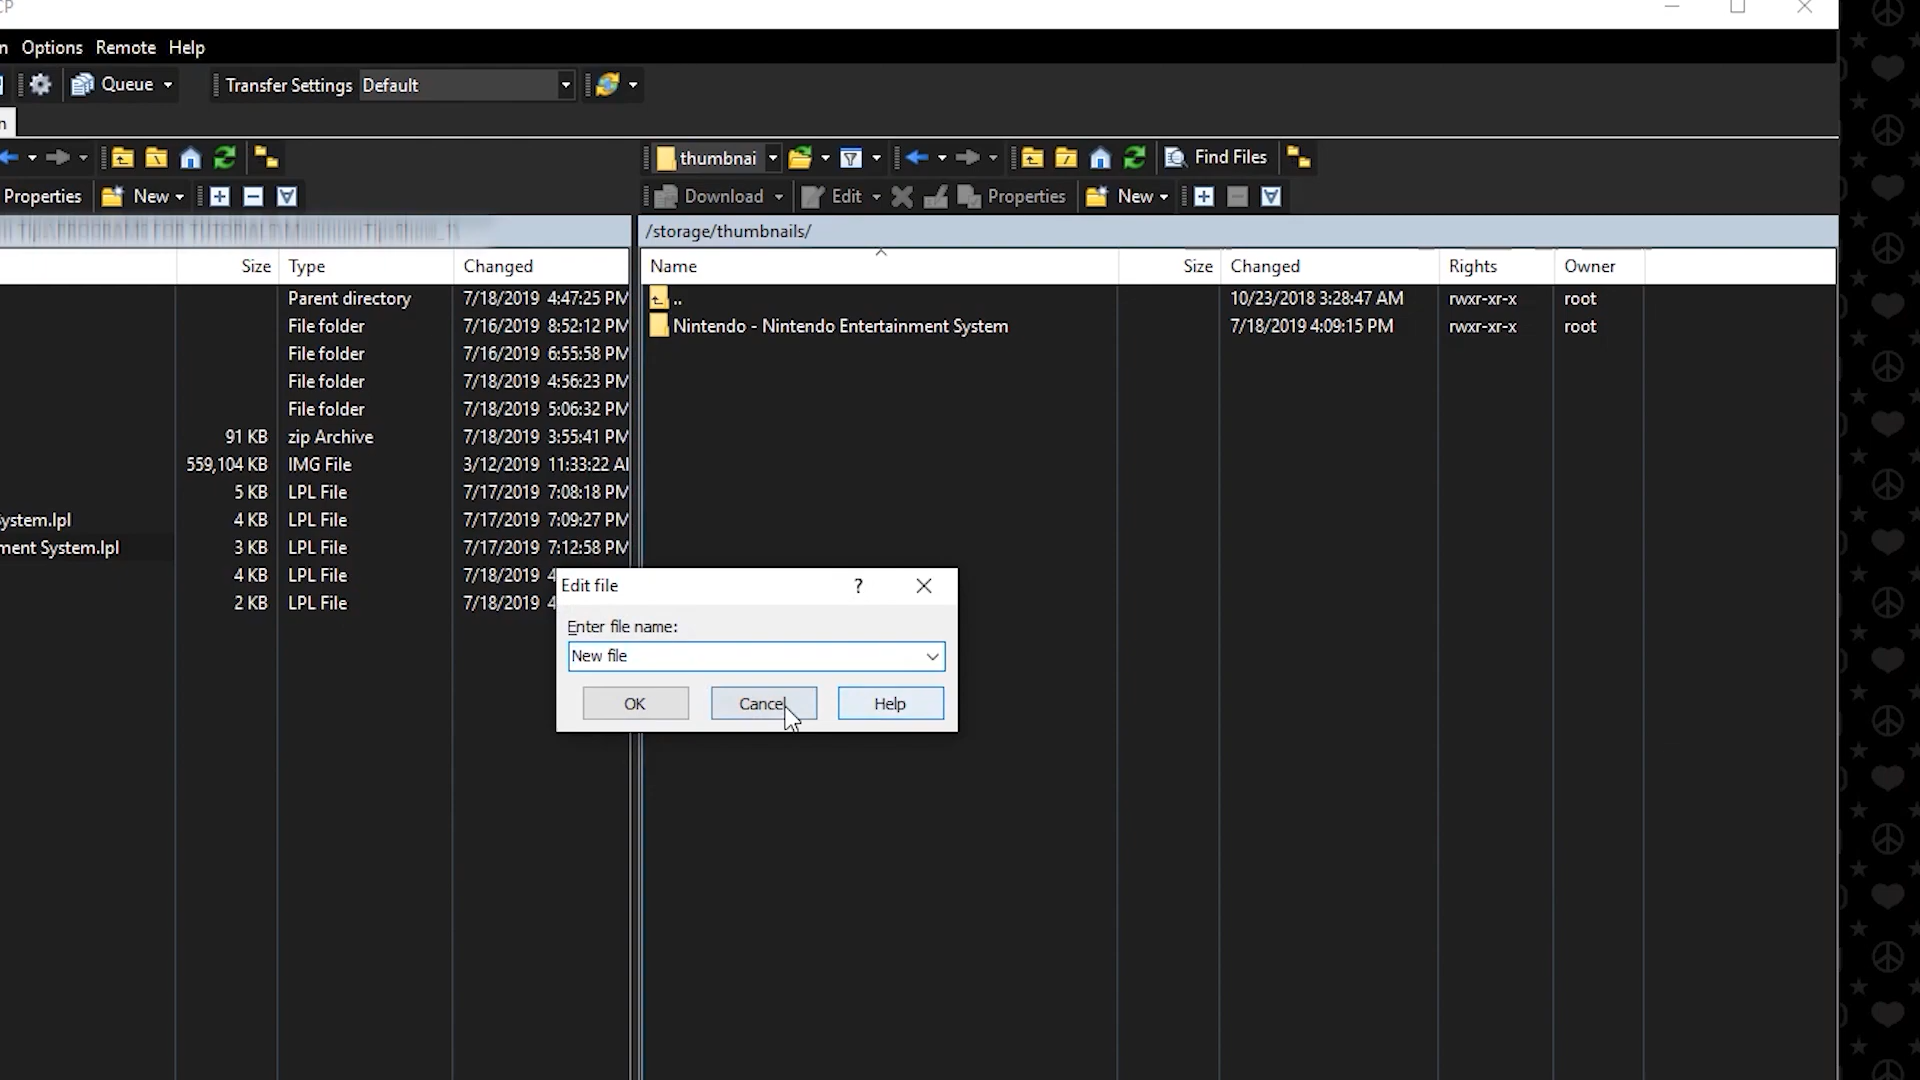 CP
n Options Remote Help
Queue
Transfer Settings Default
n
thumbnai
Find Files
Properties New
Download Edit Properties New
/storage/thumbnails/
Size Type Changed
Name Size Changed Rights Owner
Parent directory 7/18/2019 4:47:25 PM
.. 10/23/2018 3:28:47 AM rwxr-xr-x root
File folder 7/16/2019 8:52:12 PM
Nintendo - Nintendo Entertainment System 7/18/2019 4:09:15 PM rwxr-xr-x root
File folder 7/16/2019 6:55:58 PM
File folder 7/18/2019 4:56:23 PM
File folder 7/18/2019 5:06:32 PM
91 KB zip Archive 7/18/2019 3:55:41 PM
559,104 KB IMG File 3/12/2019 11:33:22 A
5 KB LPL File 7/17/2019 7:08:18 PM
ystem.lpl 4 KB LPL File 7/17/2019 7:09:27 PM
ment System.lpl 3 KB LPL File 7/17/2019 7:12:58 PM
4 KB LPL File 7/18/2019 4
2 KB LPL File 7/18/2019 4
Edit file ?
Enter file name:
New file
OK Cancel Help